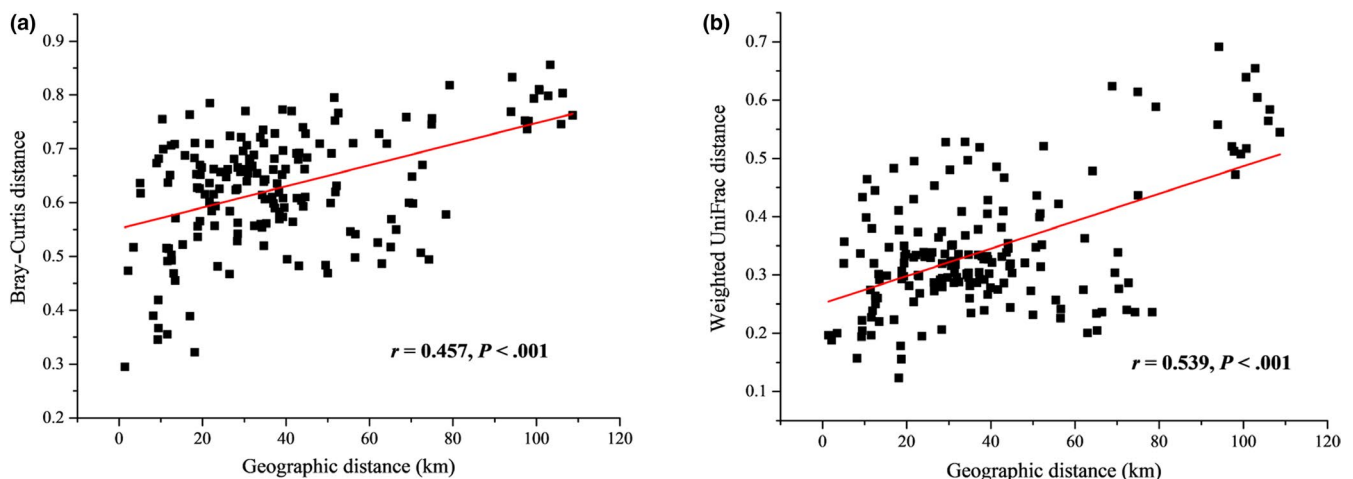 (a)
0.9
0.8
0.7
0.6
0.5
0.4
0.3
0.2
Bray–Curtis distance
r = 0.457, P < .001
0 20 40 60 80 100 120
Geographic distance (km)
(b)
0.7
0.6
0.5
0.4
0.3
0.2
0.1
Weighted UniFrac distance
r = 0.539, P < .001
0 20 40 60 80 100 120
Geographic distance (km)